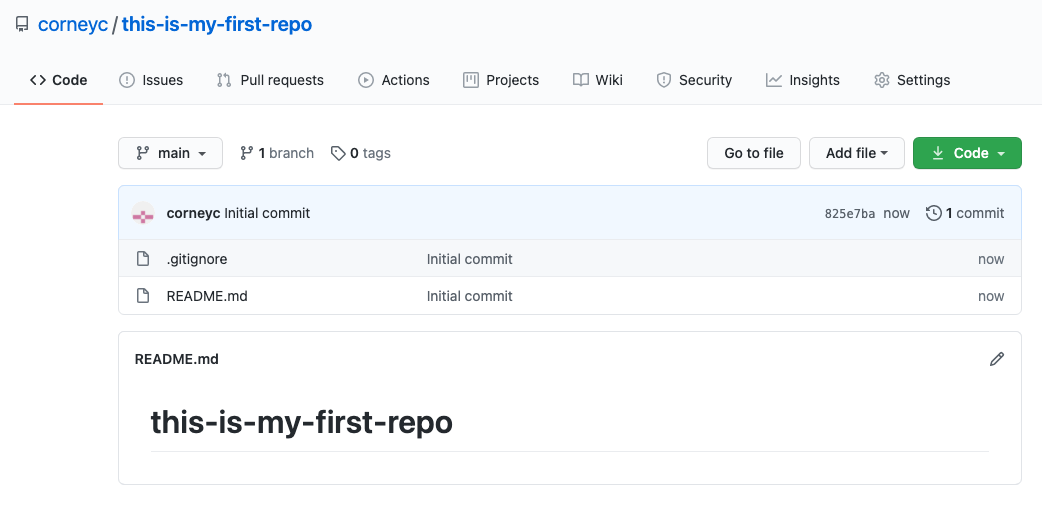 corneyc / this-is-my-first-repo
Code Issues Pull requests Actions Projects Wiki Security Insights Settings
main 1 branch 0 tags Go to file Add file Code
corneyc Initial commit 825e7ba now 1 commit
.gitignore Initial commit now
README.md Initial commit now
README.md
this-is-my-first-repo